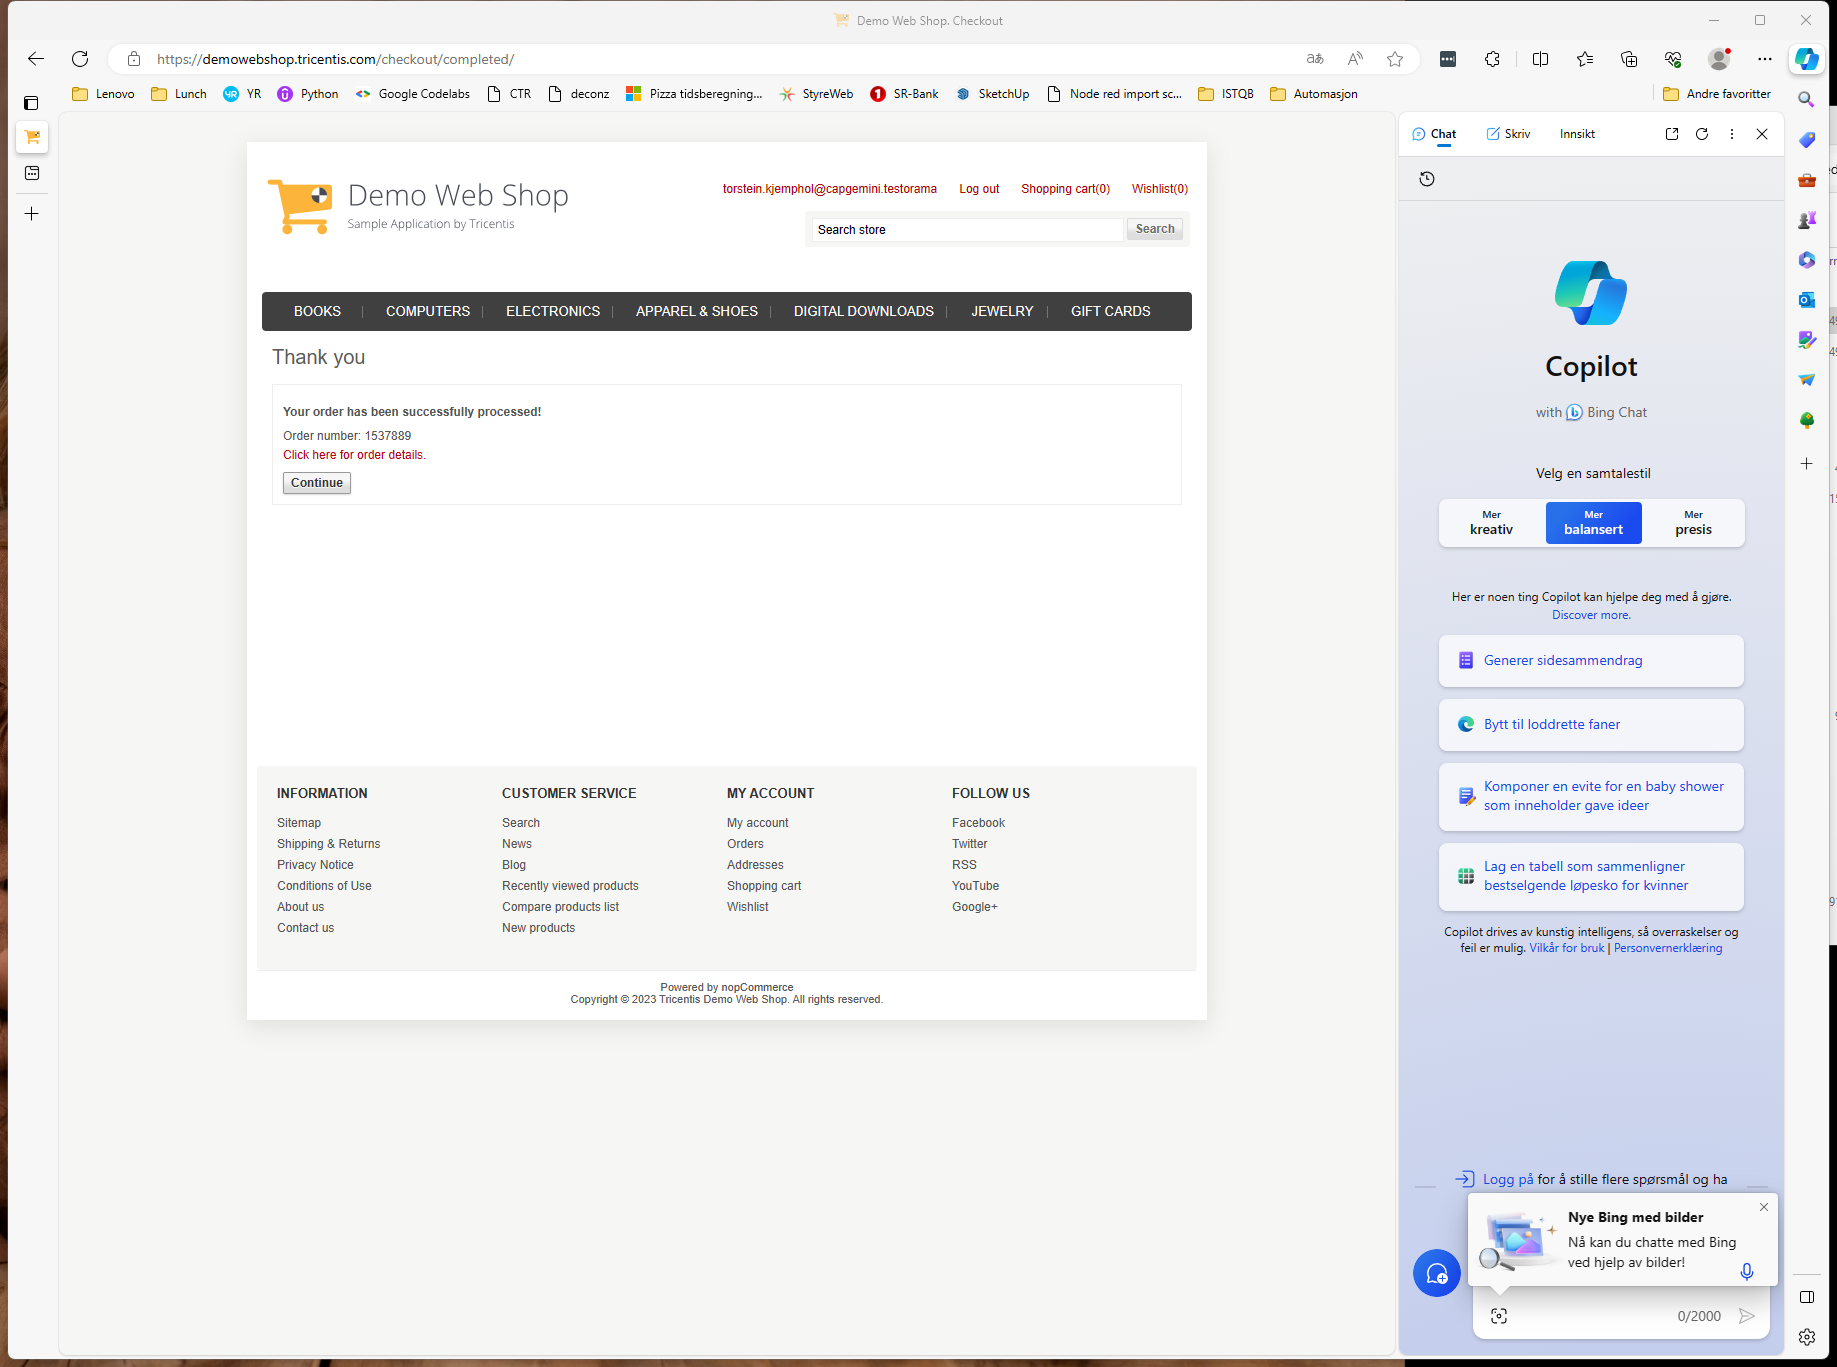 Demo Web Shop. Checkout
https://demowebshop.tricentis.com/checkout/completed/
Lenovo
Lunch
YR
Python
Google Codelabs
CTR
deconz
Pizza tidsberegning...
StyreWeb
SR-Bank
SketchUp
Node red import sc...
ISTQB
Automasjon
Andre favoritter
Demo Web Shop
Sample Application by Tricentis
torstein.kjemphol@capgemini.testorama
Log out
Shopping cart(0)
Wishlist(0)
Search store
Search
BOOKS
COMPUTERS
ELECTRONICS
APPAREL & SHOES
DIGITAL DOWNLOADS
JEWELRY
GIFT CARDS
Thank you
Your order has been successfully processed!
Order number: 1537889
Click here for order details.
Continue
INFORMATION
Sitemap
Shipping & Returns
Privacy Notice
Conditions of Use
About us
Contact us
CUSTOMER SERVICE
Search
News
Blog
Recently viewed products
Compare products list
New products
MY ACCOUNT
My account
Orders
Addresses
Shopping cart
Wishlist
FOLLOW US
Facebook
Twitter
RSS
YouTube
Google+
Powered by nopCommerce
Copyright © 2023 Tricentis Demo Web Shop. All rights reserved.
Chat
Skriv
Innsikt
Copilot
with Bing Chat
Velg en samtalestil
Mer
kreativ
Mer
balansert
Mer
presis
Her er noen ting Copilot kan hjelpe deg med å gjøre.
Discover more.
Generer sidesammendrag
Bytt til loddrette faner
Komponer en evite for en baby shower
som inneholder gave ideer
Lag en tabell som sammenligner
bestselgende løpesko for kvinner
Copilot drives av kunstig intelligens, så overraskelser og
feil er mulig. Vilkår for bruk | Personvernerklæring
Logg på for å stille flere spørsmål og ha
Nye Bing med bilder
Nå kan du chatte med Bing
ved hjelp av bilder!
0/2000